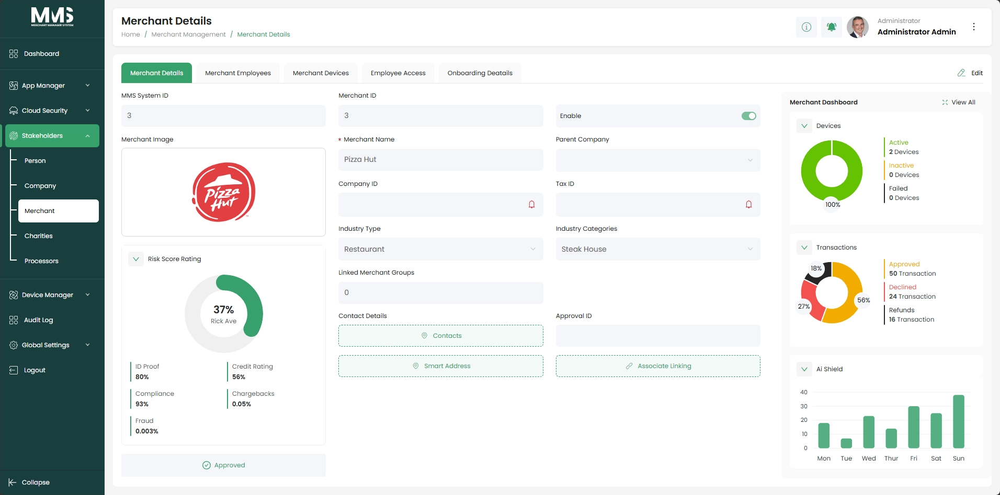 MMS
MERCHANT MANAGER SYSTEM
Dashboard
App Manager
Cloud Security
Stakeholders
Person
Company
Merchant
Charities
Processors
Device Manager
Audit Log
Global Settings
Logout
Collapse
Merchant Details
Home / Merchant Management / Merchant Details
Administrator
Administrator Admin
Merchant Details
Merchant Employees
Merchant Devices
Employee Access
Onboarding Deatails
Edit
MMS System ID
3
Merchant Image
Pizza
Hut
Risk Score Rating
37%
Rick Ave
ID Proof
80%
Credit Rating
56%
Compliance
93%
Chargebacks
0.05%
Fraud
0.003%
Approved
Merchant ID
3
Enable
* Merchant Name
Pizza Hut
Parent Company
Company ID
Tax ID
Industry Type
Restaurant
Industry Categories
Steak House
Linked Merchant Groups
0
Contact Details
Contacts
Approval ID
Smart Address
Associate Linking
Merchant Dashboard
View All
Devices
100%
Active
2 Devices
Inactive
0 Devices
Failed
0 Devices
Transactions
18%
56%
27%
Approved
50 Transaction
Declined
24 Transaction
Refunds
16 Transaction
Ai Shield
40
30
20
10
0
Mon Tue Wed Thur Fri Sat Sun